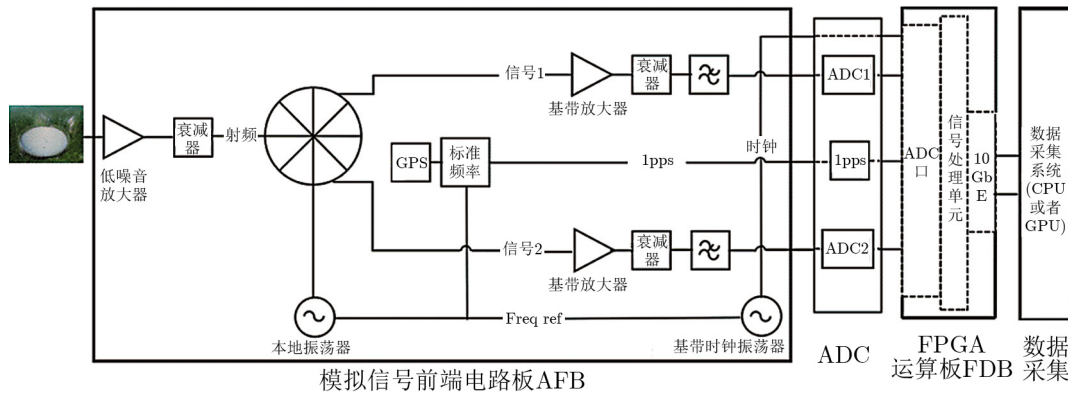 信号1
基带放大器
衰减
器
ADC1
低噪音
放大器
衰减
器
射频
GPS
标准
频率
1pps
时钟
1pps
ADC
口
信号处理单元
10
Gb
E
数据
采集
系统
(CPU
或者
GPU)
信号2
基带放大器
衰减
器
ADC2
本地振荡器
Freq ref
基带时钟振荡器
模拟信号前端电路板AFB
ADC
FPGA
运算板FDB
数据
采集